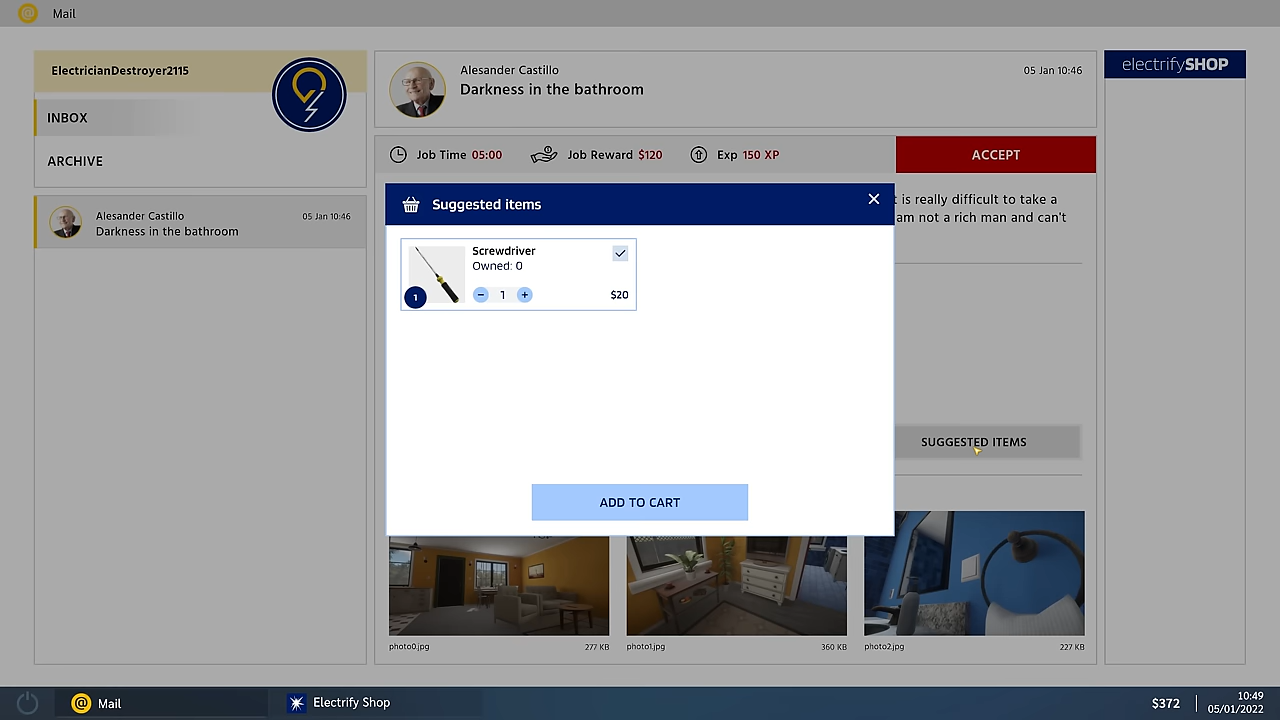 Mail
ElectricianDestroyer2115
INBOX
ARCHIVE
Alesander Castillo
05 Jan 10:46
Darkness in the bathroom
Alesander Castillo
05 Jan 10:46
Darkness in the bathroom
Job Time 05:00
Job Reward $120
Exp 150 XP
ACCEPT
is really difficult to take a
am not a rich man and can't
Suggested items
Screwdriver
Owned: 0
1
− 1 +
$20
ADD TO CART
SUGGESTED ITEMS
photo0.jpg
277 KB
photo1.jpg
360 KB
photo2.jpg
227 KB
electrifySHOP
@ Mail
Electrify Shop
$372
10:49
05/01/2022